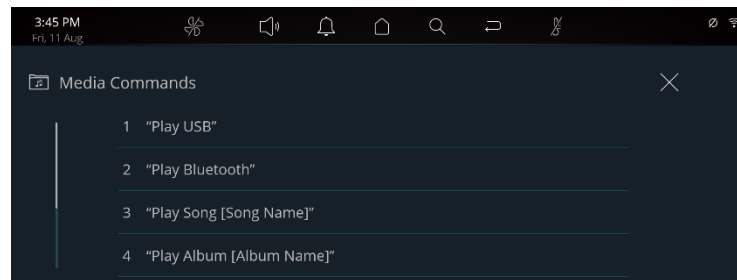 3:45 PM
Fri, 11 Aug
Media Commands
1 “Play USB”
2 “Play Bluetooth”
3 “Play Song [Song Name]”
4 “Play Album [Album Name]”